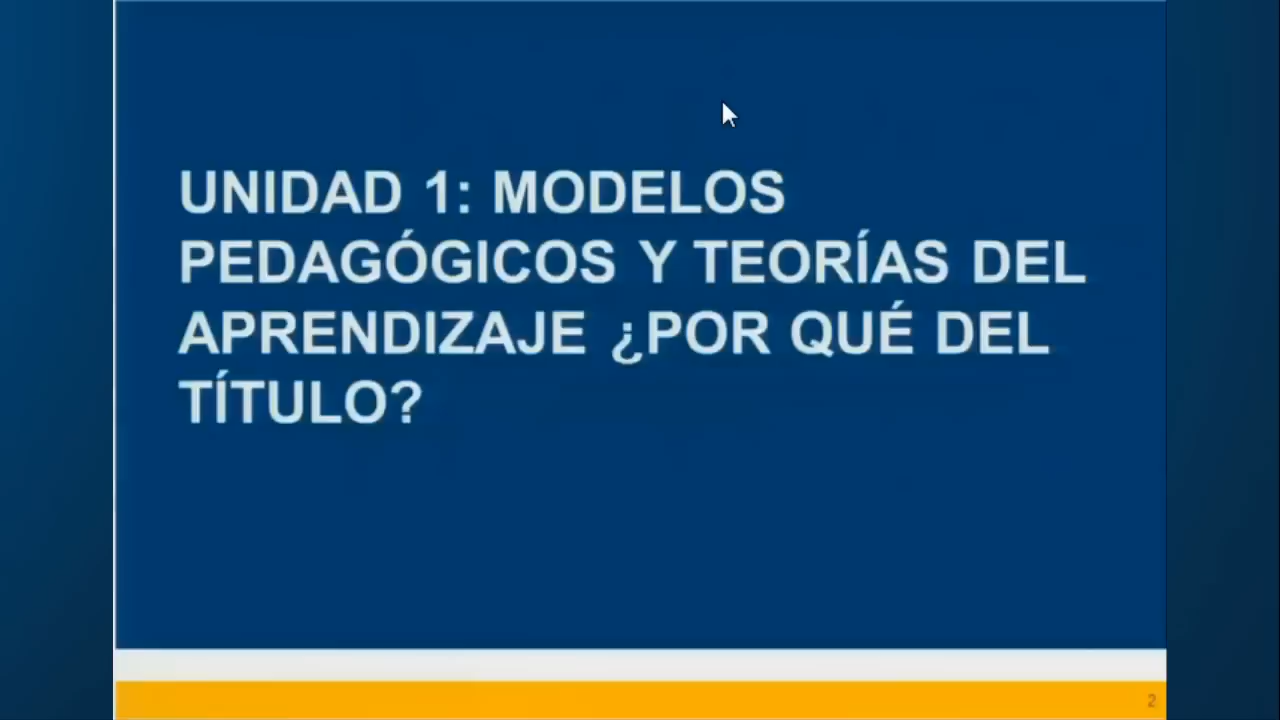 UNIDAD 1: MODELOS
PEDAGÓGICOS Y TEORÍAS DEL
APRENDIZAJE ¿POR QUÉ DEL
TÍTULO?
2